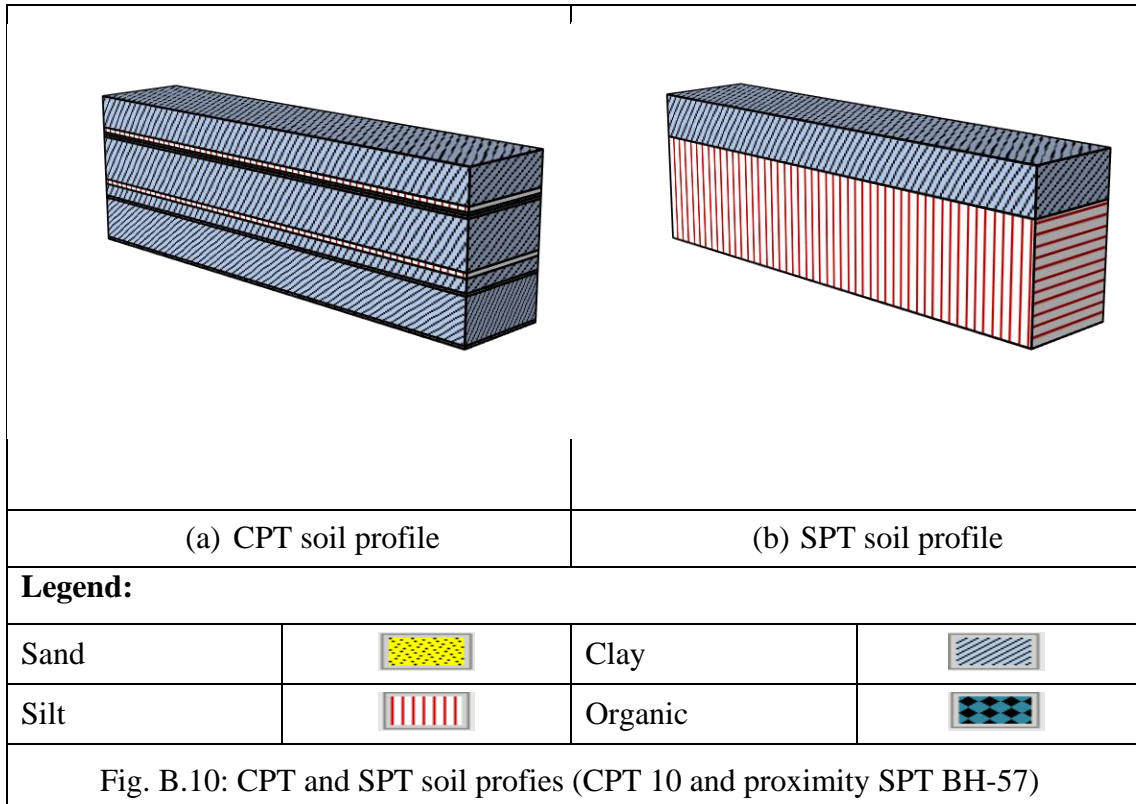 (a) CPT soil profile
(b) SPT soil profile
Legend:
Sand
Clay
Silt
Organic
Fig. B.10: CPT and SPT soil profies (CPT 10 and proximity SPT BH-57)